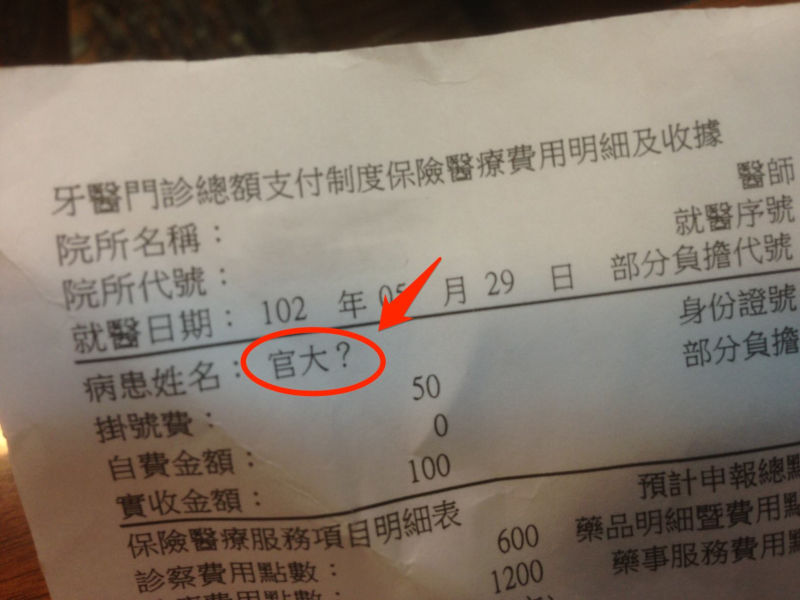 牙醫門診總額支付制度保險醫療費用明細及收據
院所名稱： 醫師
院所代號： 就醫序號
就醫日期： 102 年 05 月 29 日 部分負擔代號
病患姓名： 官大？ 身份證號
掛號費： 50 部分負擔
自費金額： 0
實收金額： 100
保險醫療服務項目明細表 預計申報總點
診察費用點數： 600 藥品明細暨費用點
1200 藥事服務費用點